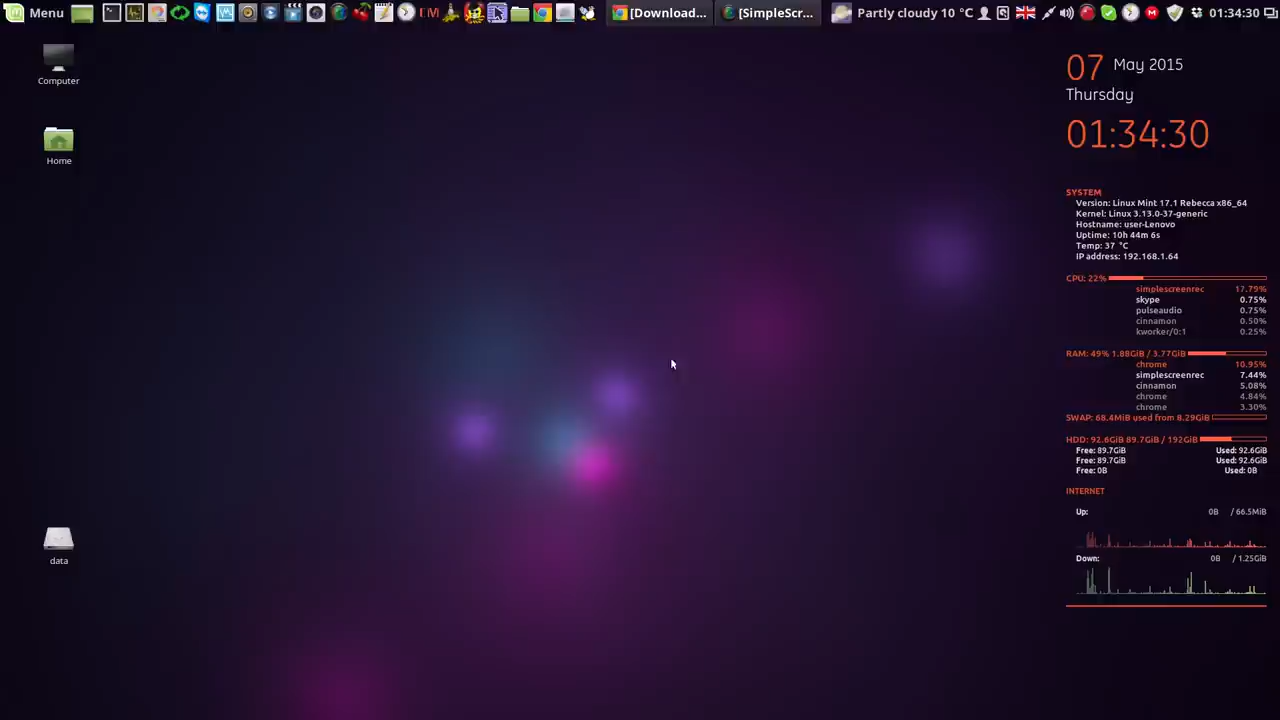 Menu
[Download...
[SimpleScr...
Partly cloudy 10 °C
01:34:30
Computer
Home
data
07 May 2015
Thursday
01:34:30
SYSTEM
Version: Linux Mint 17.1 Rebecca x86_64
Kernel: Linux 3.13.0-37-generic
Hostname: user-Lenovo
Uptime: 10h 44m 6s
Temp: 37 °C
IP address: 192.168.1.64
CPU: 22%
simplescreenrec 17.79%
skype 0.75%
pulseaudio 0.75%
cinnamon 0.50%
kworker/0:1 0.25%
RAM: 49% 1.88GiB / 3.77GiB
chrome 10.95%
simplescreenrec 7.44%
cinnamon 5.08%
chrome 4.84%
chrome 3.30%
SWAP: 68.4MiB used from 8.29GiB
HDD: 92.6GiB 89.7GiB / 192GiB
Free: 89.7GiB Used: 92.6GiB
Free: 89.7GiB Used: 92.6GiB
Free: 0B Used: 0B
INTERNET
Up: 0B / 66.5MiB
Down: 0B / 1.25GiB